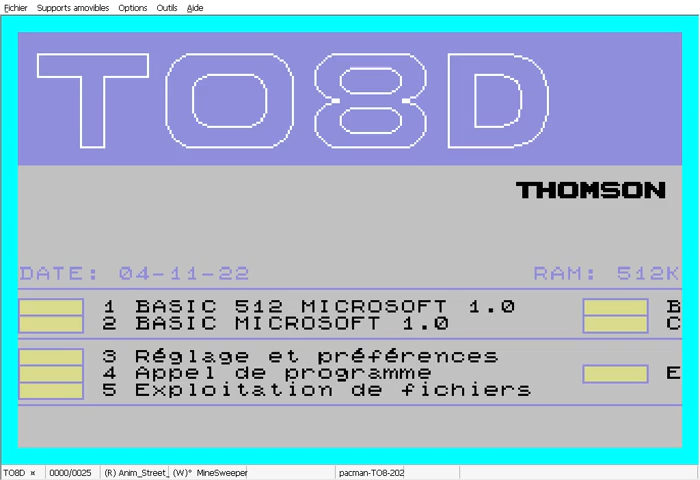 Fichier Supports amovibles Options Outils Aide
TO8D
THOMSON
DATE: 04-11-22 RAM: 512K
1 BASIC 512 MICROSOFT 1.0 B
2 BASIC MICROSOFT 1.0 C
3 Réglage et préférences
4 Appel de programme E
5 Exploitation de fichiers
TO8D × 0000/0025 (R) Anim_Street_ (W)* MineSweeper pacman-TO8-202